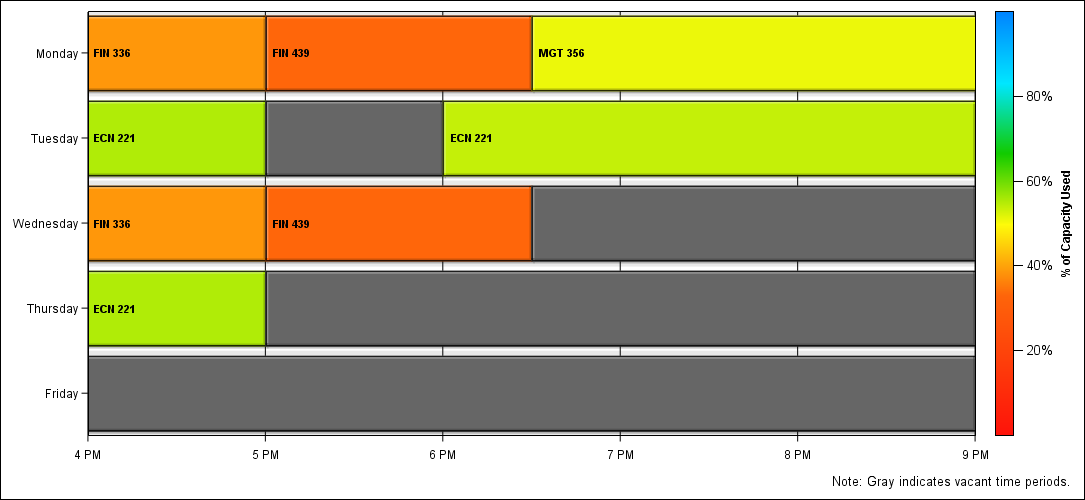 Monday
FIN 336
FIN 439
MGT 356
Tuesday
ECN 221
ECN 221
Wednesday
FIN 336
FIN 439
Thursday
ECN 221
Friday
4 PM
5 PM
6 PM
7 PM
8 PM
9 PM
80%
60%
40%
20%
% of Capacity Used
Note: Gray indicates vacant time periods.